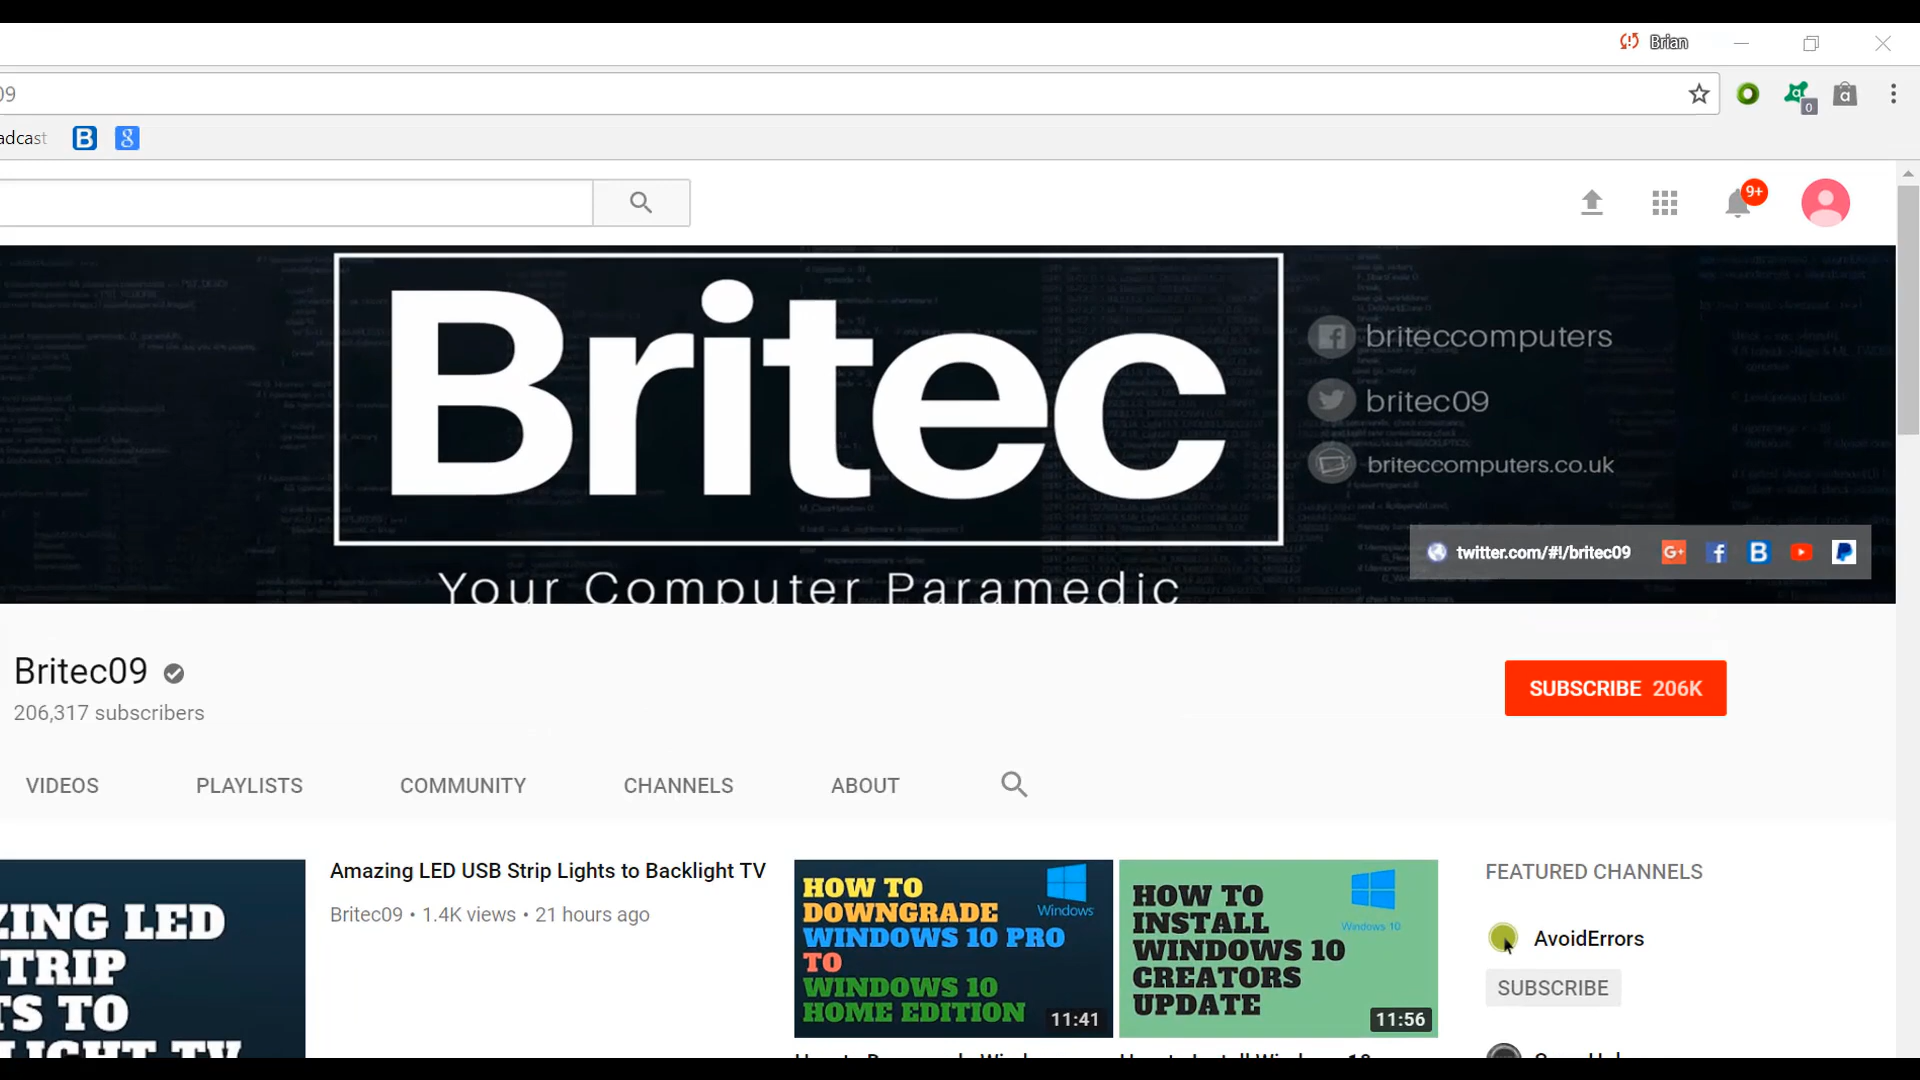 Brian
09
adcast
9+
Britec
briteccomputers
britec09
briteccomputers.co.uk
Your Computer Paramedic
twitter.com/#!/britec09
Britec09
206,317 subscribers
SUBSCRIBE 206K
VIDEOS PLAYLISTS COMMUNITY CHANNELS ABOUT
ZING LED
TRIP
TS TO
LIGHT TV
Amazing LED USB Strip Lights to Backlight TV
Britec09 • 1.4K views • 21 hours ago
HOW TO
DOWNGRADE
WINDOWS 10 PRO
TO
WINDOWS 10
HOME EDITION
Windows
11:41
HOW TO
INSTALL
WINDOWS 10
CREATORS
UPDATE
Windows 10
11:56
FEATURED CHANNELS
AvoidErrors
SUBSCRIBE